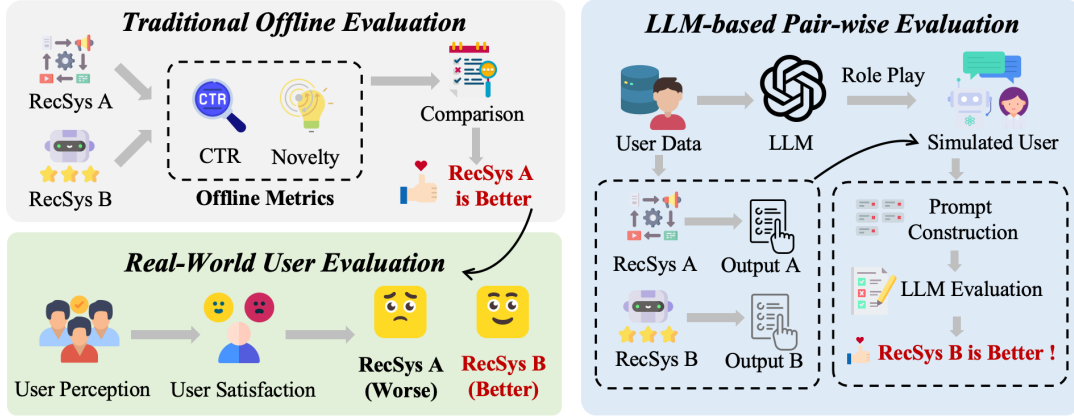 Traditional Offline Evaluation
RecSys A
RecSys B
CTR
CTR
Novelty
Offline Metrics
Comparison
RecSys A
is Better
Real-World User Evaluation
User Perception
User Satisfaction
RecSys A
(Worse)
RecSys B
(Better)
LLM-based Pair-wise Evaluation
User Data
LLM
Role Play
Simulated User
RecSys A
Output A
RecSys B
Output B
Prompt
Construction
LLM Evaluation
RecSys B is Better !